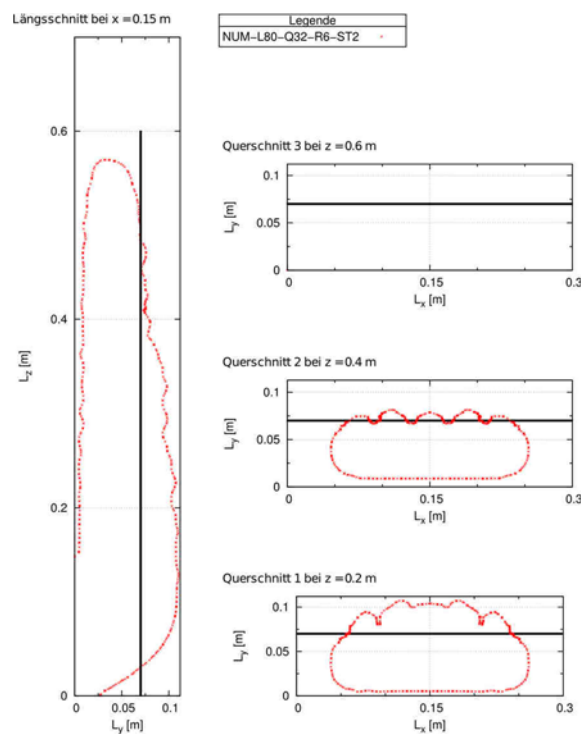 Längsschnitt bei x = 0.15 m
Legende
NUM−L80−Q32−R6−ST2
0.6
0.4
0.2
0
L_z [m]
0 0.05 0.1
L_y [m]
Querschnitt 3 bei z = 0.6 m
0.1
0.05
0
L_y [m]
0 0.15 0.3
L_x [m]
Querschnitt 2 bei z = 0.4 m
0.1
0.05
0
L_y [m]
0 0.15 0.3
L_x [m]
Querschnitt 1 bei z = 0.2 m
0.1
0.05
0
L_y [m]
0 0.15 0.3
L_x [m]